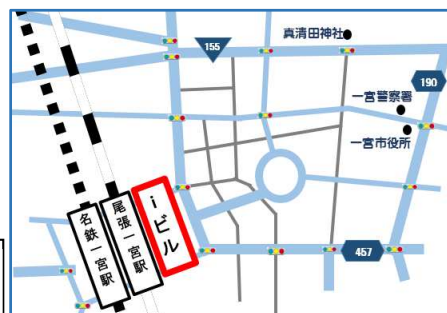 真清田神社
155
190
一宮警察署
一宮市役所
iビル
尾張一宮駅
名鉄一宮駅
457